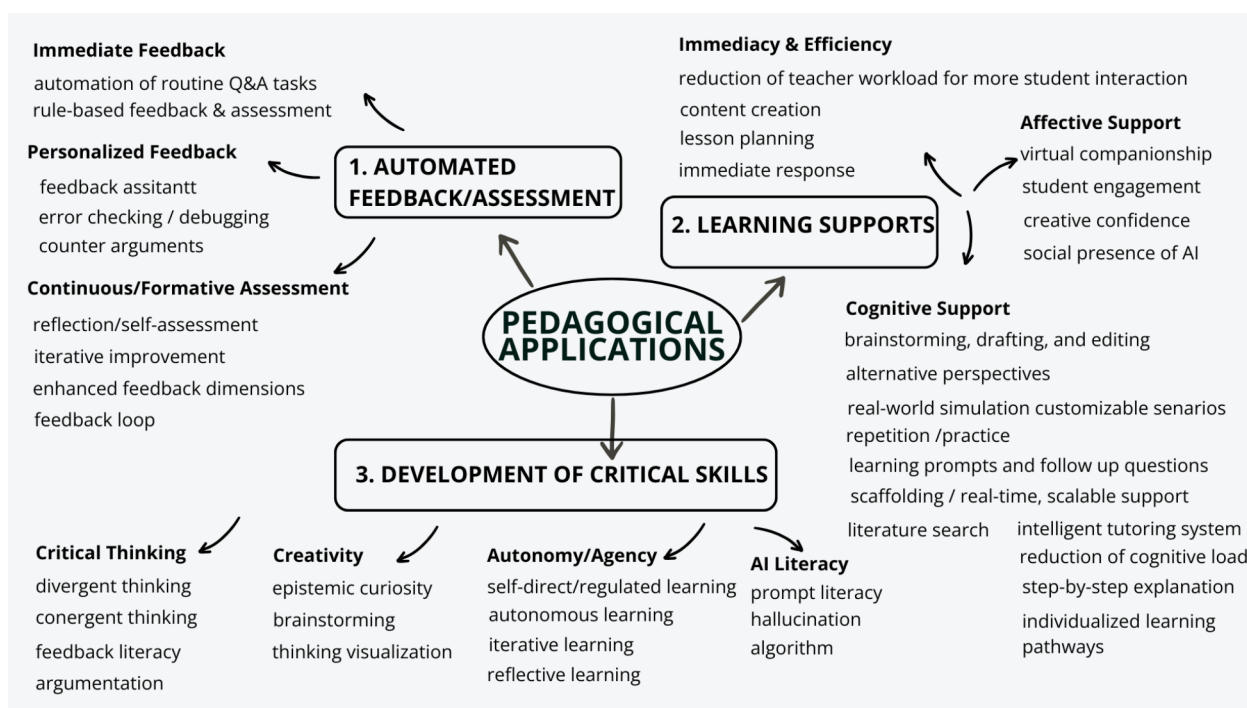 Immediate Feedback
automation of routine Q&A tasks
rule-based feedback & assessment
Personalized Feedback
feedback assitantt
error checking / debugging
counter arguments
Continuous/Formative Assessment
reflection/self-assessment
iterative improvement
enhanced feedback dimensions
feedback loop
1. AUTOMATED
FEEDBACK/ASSESSMENT
Immediacy & Efficiency
reduction of teacher workload for more student interaction
content creation
lesson planning
immediate response
Affective Support
virtual companionship
student engagement
creative confidence
social presence of AI
2. LEARNING SUPPORTS
PEDAGOGICAL
APPLICATIONS
Cognitive Support
brainstorming, drafting, and editing
alternative perspectives
real-world simulation customizable senarios
repetition /practice
learning prompts and follow up questions
scaffolding / real-time, scalable support
literature search
intelligent tutoring system
reduction of cognitive load
step-by-step explanation
individualized learning
pathways
3. DEVELOPMENT OF CRITICAL SKILLS
Critical Thinking
divergent thinking
conergent thinking
feedback literacy
argumentation
Creativity
epistemic curiosity
brainstorming
thinking visualization
Autonomy/Agency
self-direct/regulated learning
autonomous learning
iterative learning
reflective learning
AI Literacy
prompt literacy
hallucination
algorithm